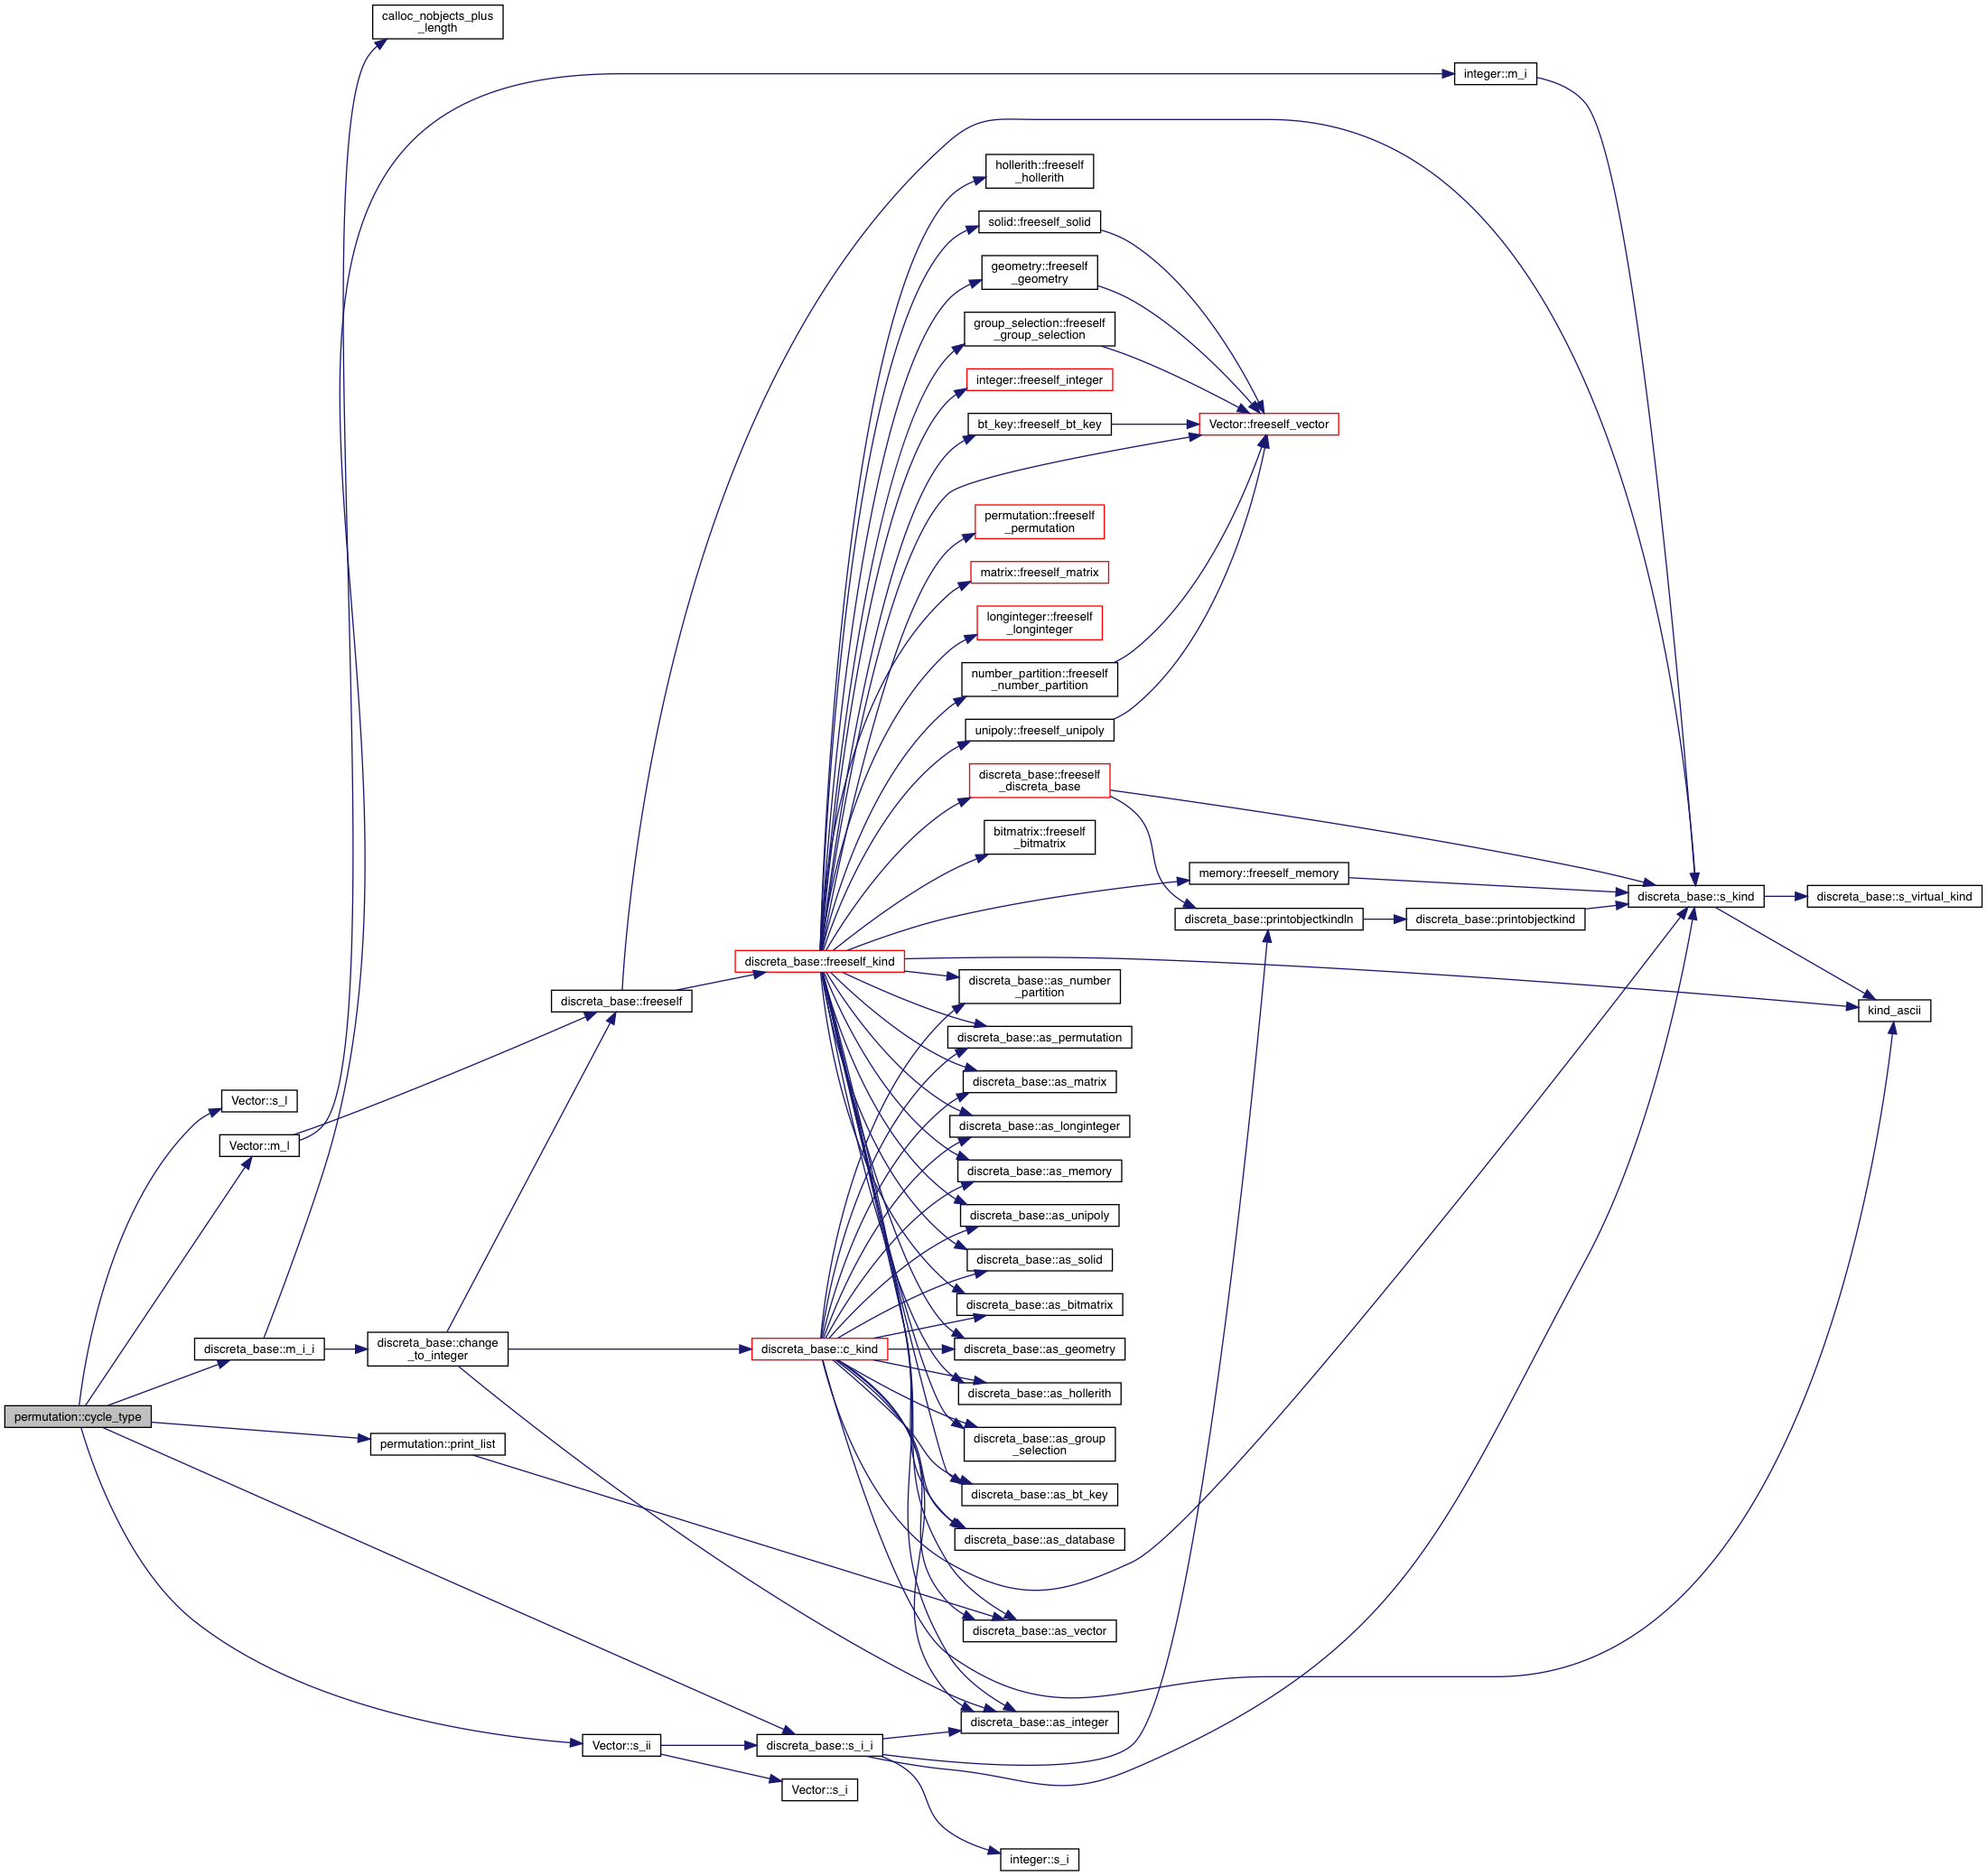 calloc_nobjects_plus
_length
integer::m_i
hollerith::freeself
_hollerith
solid::freeself_solid
geometry::freeself
_geometry
group_selection::freeself
_group_selection
integer::freeself_integer
bt_key::freeself_bt_key
Vector::freeself_vector
permutation::freeself
_permutation
matrix::freeself_matrix
longinteger::freeself
_longinteger
number_partition::freeself
_number_partition
unipoly::freeself_unipoly
discreta_base::freeself
_discreta_base
bitmatrix::freeself
_bitmatrix
memory::freeself_memory
discreta_base::s_kind
discreta_base::s_virtual_kind
discreta_base::printobjectkindln
discreta_base::printobjectkind
discreta_base::freeself_kind
discreta_base::as_number
_partition
discreta_base::freeself
kind_ascii
discreta_base::as_permutation
discreta_base::as_matrix
Vector::s_l
discreta_base::as_longinteger
Vector::m_l
discreta_base::as_memory
discreta_base::as_unipoly
discreta_base::as_solid
discreta_base::as_bitmatrix
discreta_base::m_i_i
discreta_base::change
_to_integer
discreta_base::c_kind
discreta_base::as_geometry
discreta_base::as_hollerith
permutation::cycle_type
permutation::print_list
discreta_base::as_group
_selection
discreta_base::as_bt_key
discreta_base::as_database
discreta_base::as_vector
discreta_base::as_integer
Vector::s_ii
discreta_base::s_i_i
Vector::s_i
integer::s_i